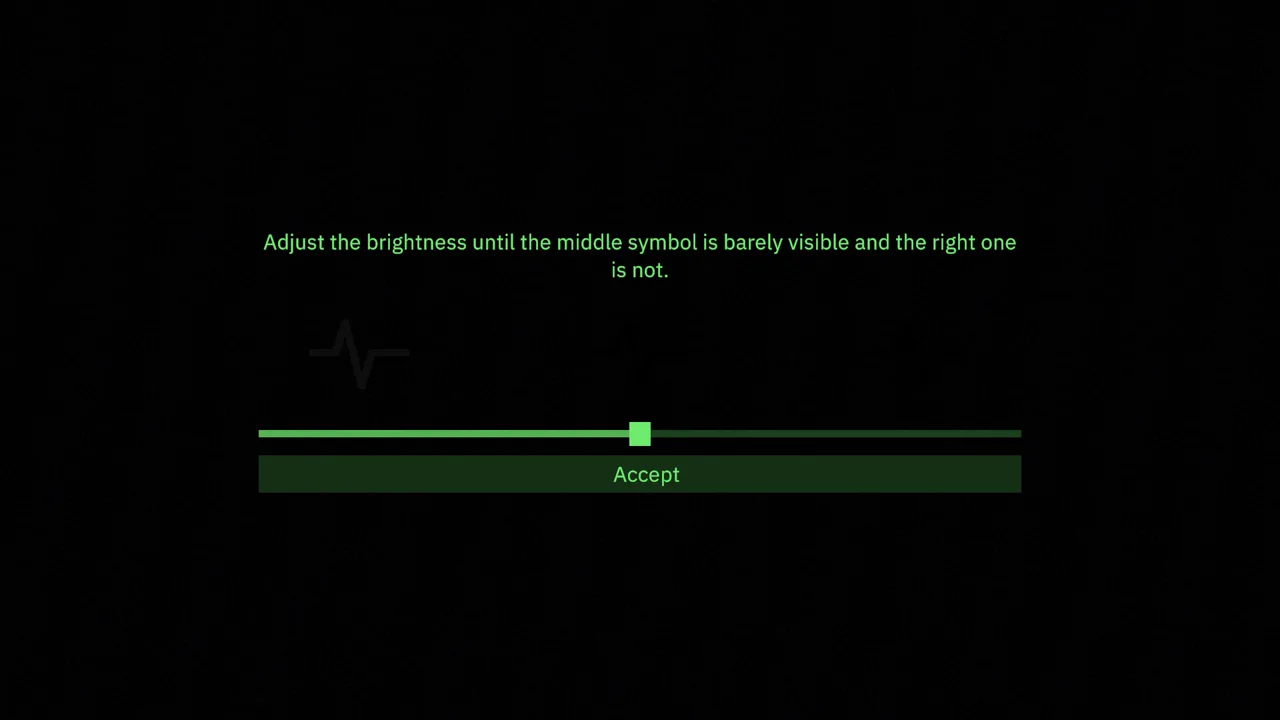 Adjust the brightness until the middle symbol is barely visible and the right one
is not.
Accept